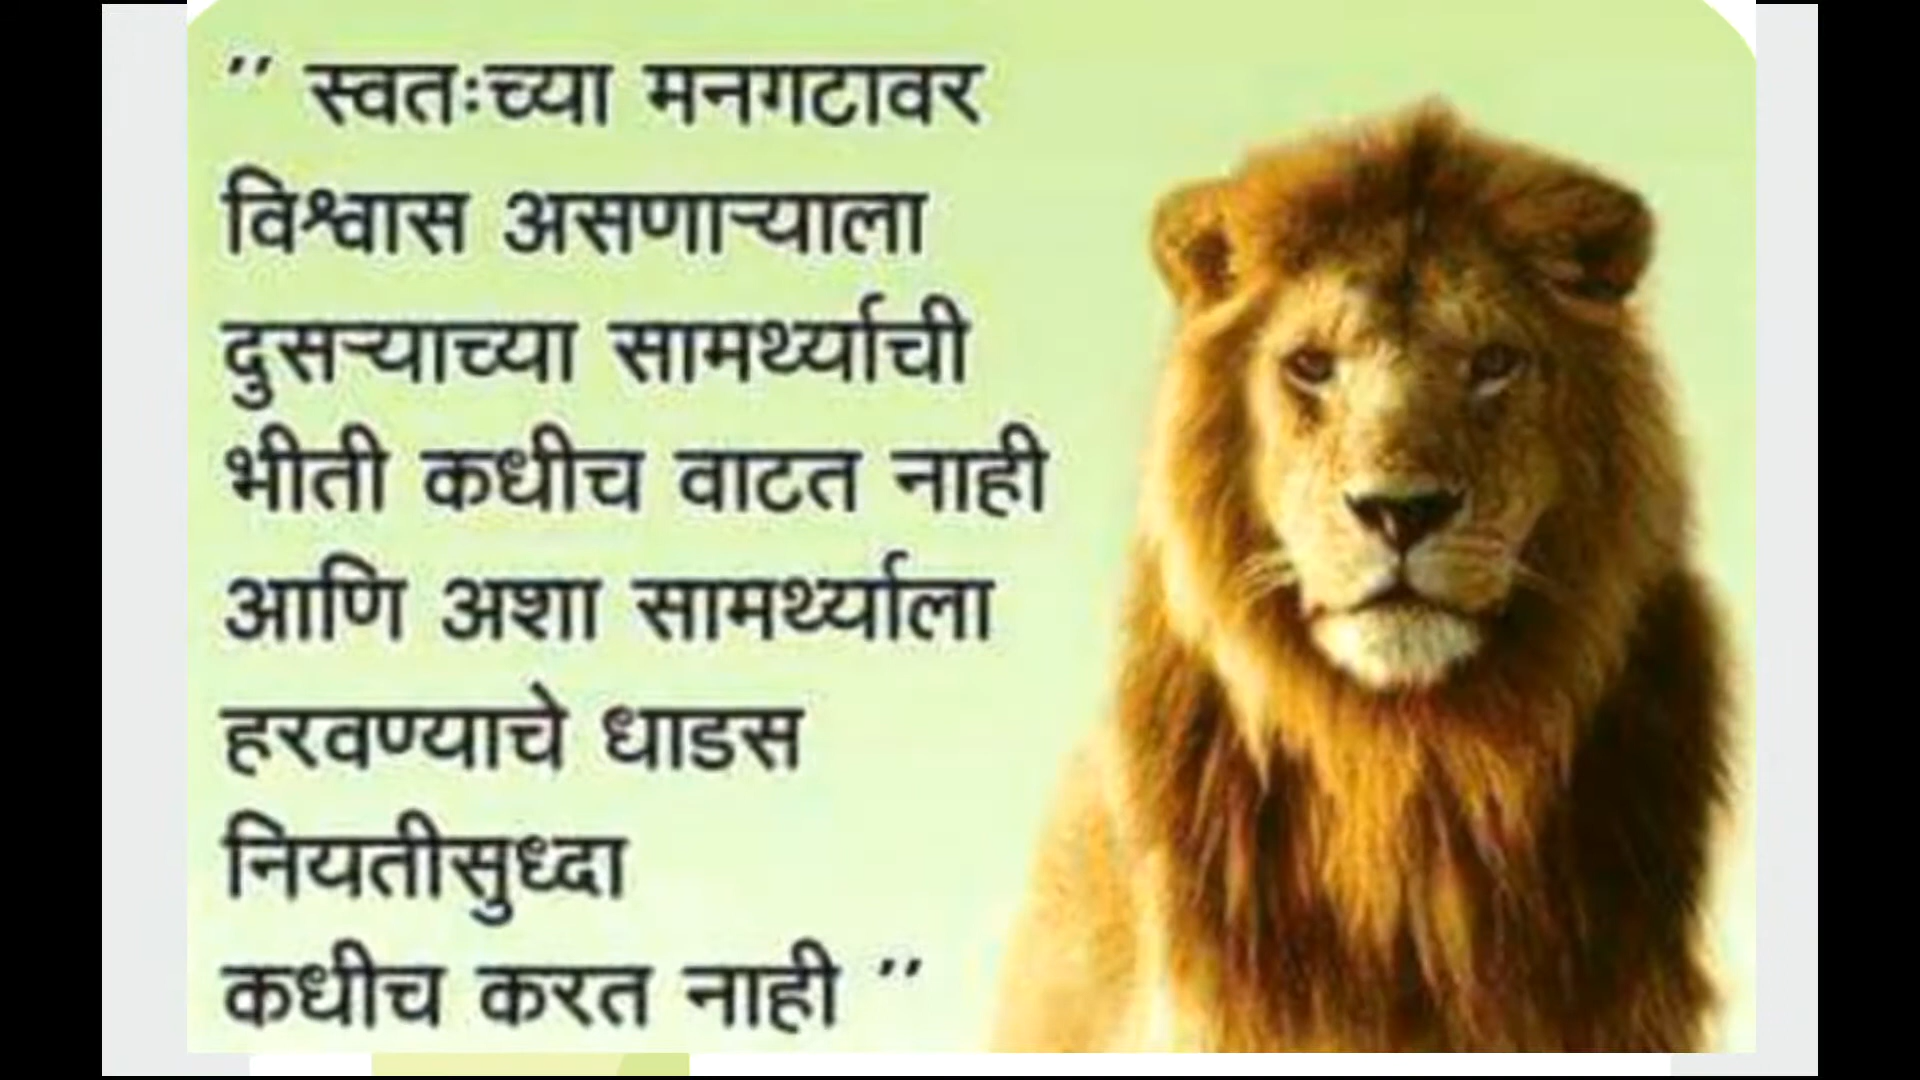 " स्वतःच्या मनगटावर
विश्वास असणाऱ्याला
दुसऱ्याच्या सामर्थ्याची
भीती कधीच वाटत नाही
आणि अशा सामर्थ्याला
हरवण्याचे धाडस
नियतीसुध्दा
कधीच करत नाही "